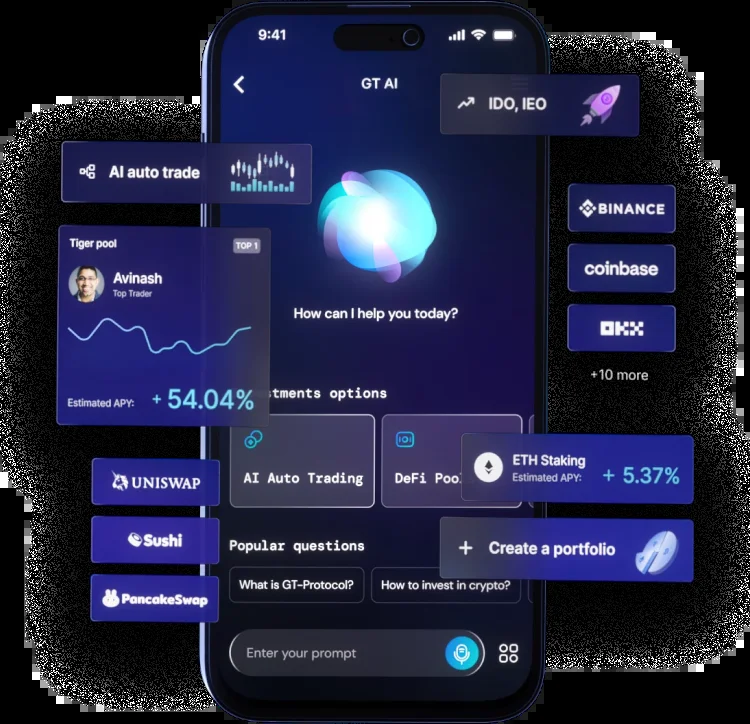 9:41
GT AI
IDO, IEO
AI auto trade
BINANCE
Tiger pool
TOP 1
Avinash
Top Trader
coinbase
How can I help you today?
OKX
+10 more
Estimated APY:
+ 54.04%
stments options
AI Auto Trading
DeFi Poo
ETH Staking
Estimated APY:
+ 5.37%
UNISWAP
Sushi
PancakeSwap
Popular questions
+ Create a portfolio
What is GT-Protocol?
How to invest in crypto?
Enter your prompt